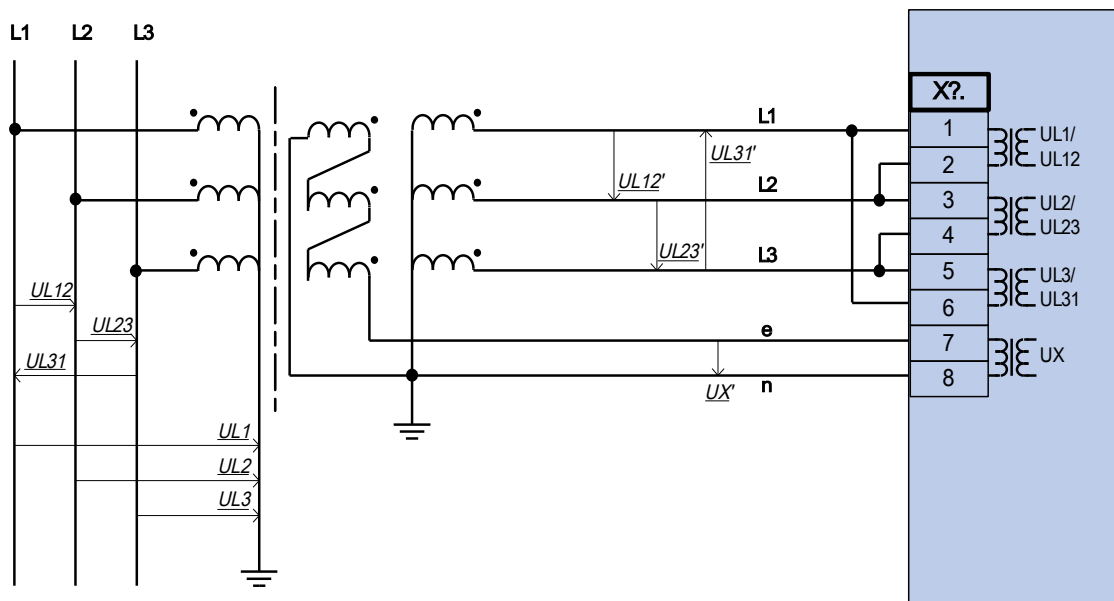 L1 L2 L3
X?.
L1
1
UL1/
UL31'
2
UL12
UL12'
L2
3
UL2/
4
UL23
UL23'
L3
5
UL3/
UL12
6
UL31
UL23
e
7
UX
UL31
8
UX'
n
UL1
UL2
UL3